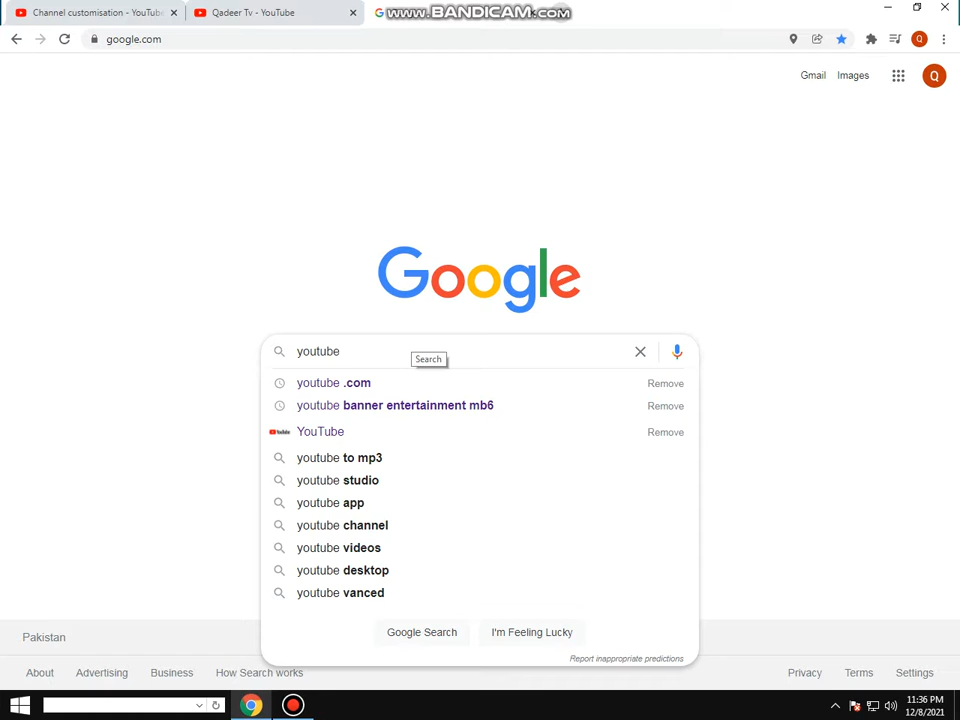 Channel customisation - YouTube
Qadeer Tv - YouTube
www.BANDICAM.com
google.com
Q
Gmail
Images
Q
Google
youtube
Search
youtube .com
Remove
youtube banner entertainment mb6
Remove
YouTube
Remove
youtube to mp3
youtube studio
youtube app
youtube channel
youtube videos
youtube desktop
youtube vanced
Google Search
I'm Feeling Lucky
Report inappropriate predictions
Pakistan
About
Advertising
Business
How Search works
Privacy
Terms
Settings
11:36 PM
12/8/2021